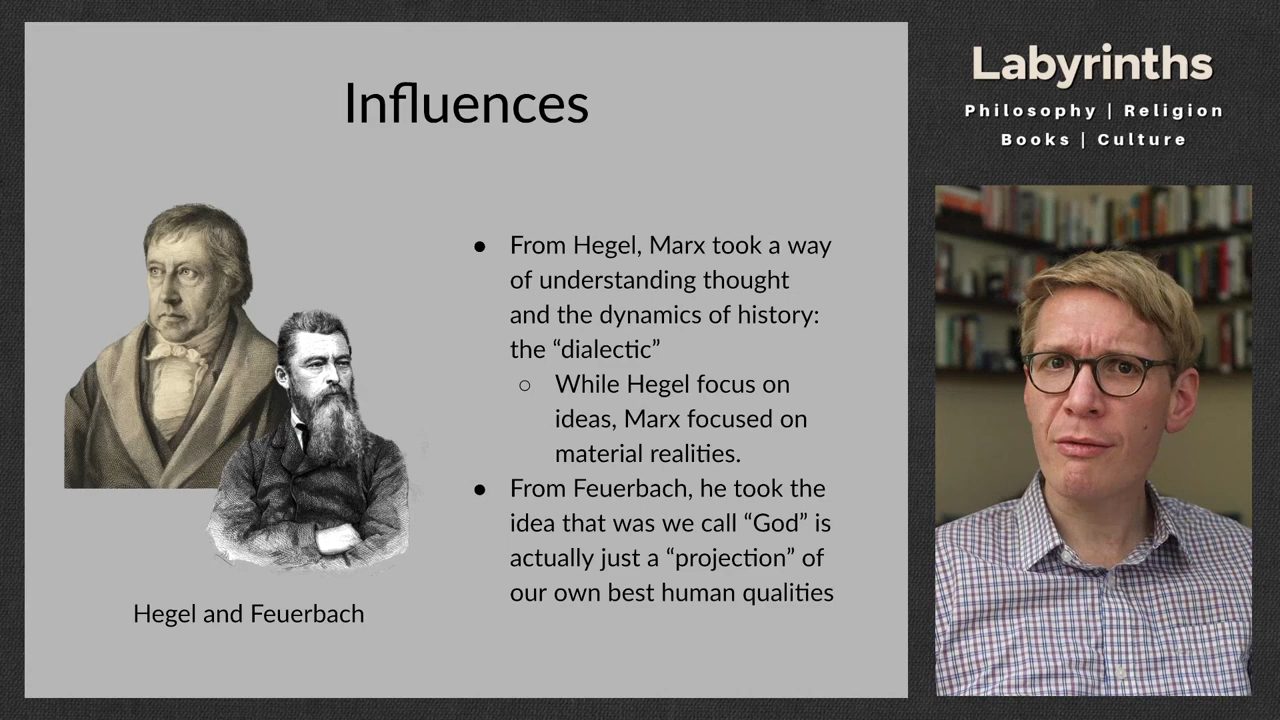 Influences
From Hegel, Marx took a way
of understanding thought
and the dynamics of history:
the “dialectic”
While Hegel focus on
ideas, Marx focused on
material realities.
From Feuerbach, he took the
idea that was we call “God” is
actually just a “projection” of
our own best human qualities
Hegel and Feuerbach
Labyrinths
Philosophy | Religion
Books | Culture